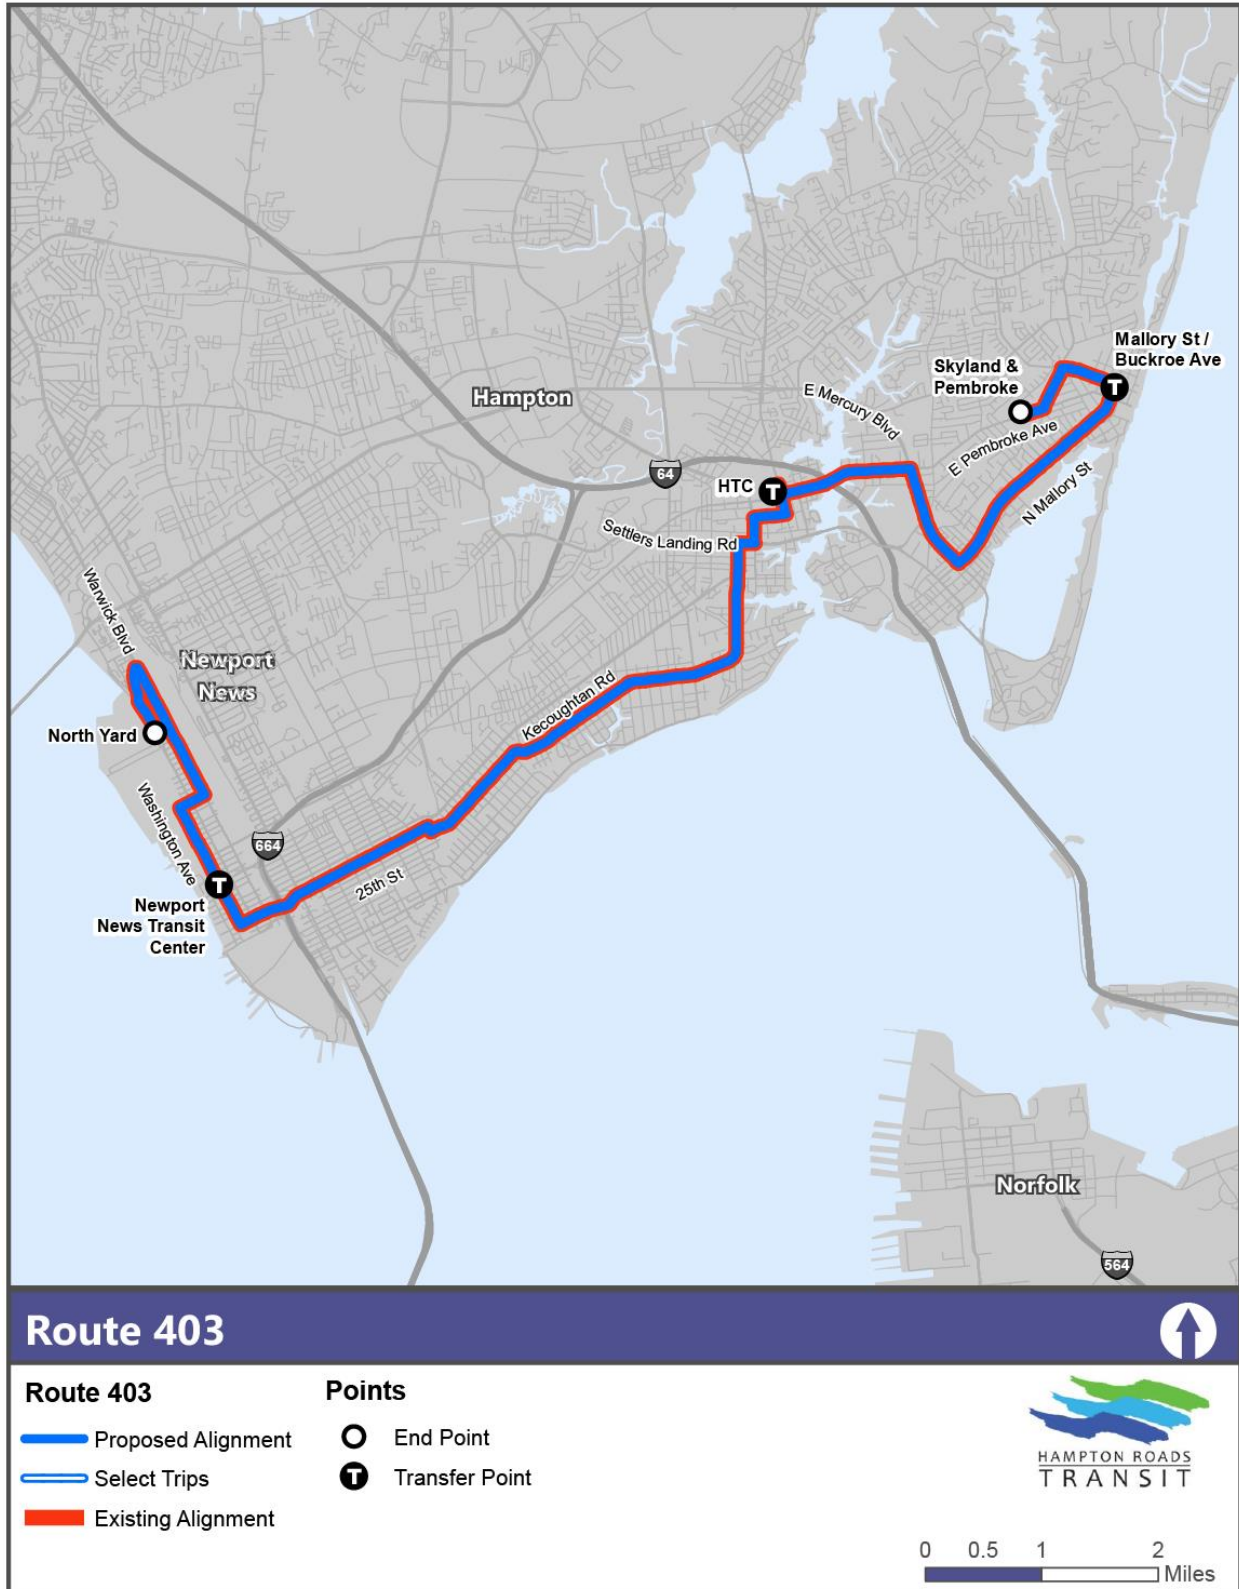 Mallory St /
Buckroe Ave
Skyland &
Pembroke
E Mercury Blvd
Hampton
E Pembroke Ave
64
HTC
N Mallory St
Settlers Landing Rd
Warwick Blvd
Newport
News
Kecoughtan Rd
North Yard
Washington Ave
664
25th St
Newport
News Transit
Center
Norfolk
564
Route 403
Route 403
Points
Proposed Alignment
End Point
Select Trips
Transfer Point
Existing Alignment
HAMPTON ROADS
TRANSIT
0 0.5 1 2
Miles